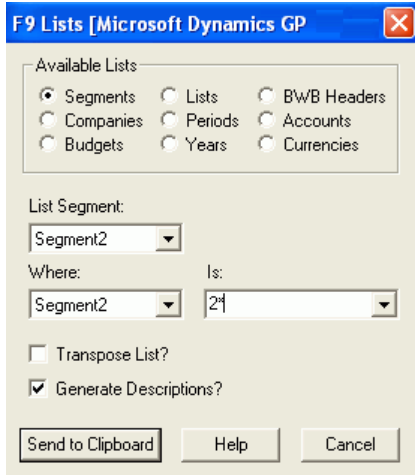 F9 Lists [Microsoft Dynamics GP
Available Lists
Segments Lists BWB Headers
Companies Periods Accounts
Budgets Years Currencies
List Segment:
Segment2
Where: Is:
Segment2 2*
Transpose List?
Generate Descriptions?
Send to Clipboard Help Cancel